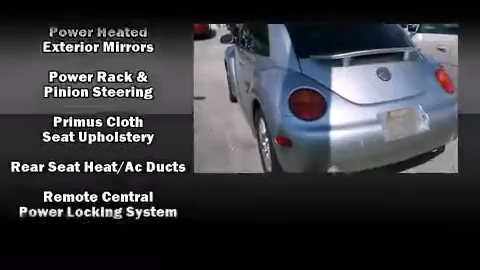 Power Heated
Exterior Mirrors
Power Rack &
Pinion Steering
Primus Cloth
Seat Upholstery
Rear Seat Heat/Ac Ducts
Remote Central
Power Locking System